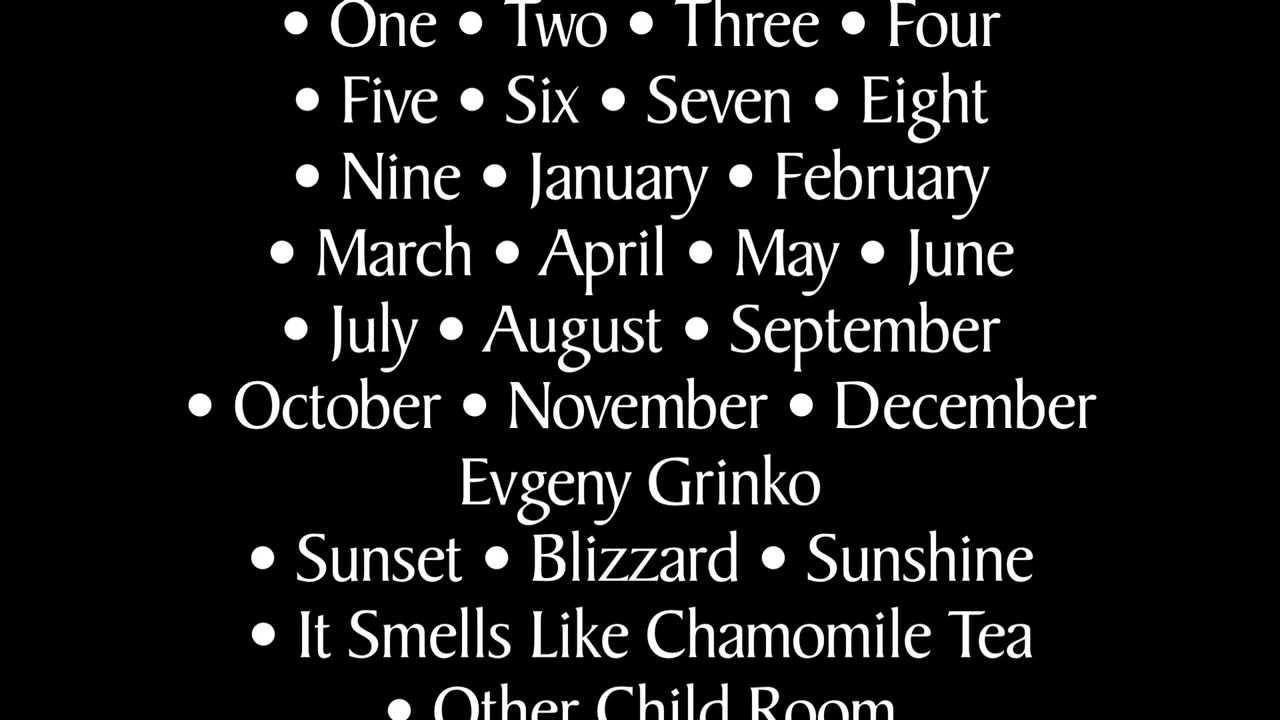 • One • Two • Three • Four
• Five • Six • Seven • Eight
• Nine • January • February
• March • April • May • June
• July • August • September
• October • November • December
Evgeny Grinko
• Sunset • Blizzard • Sunshine
• It Smells Like Chamomile Tea
• Other Child Room